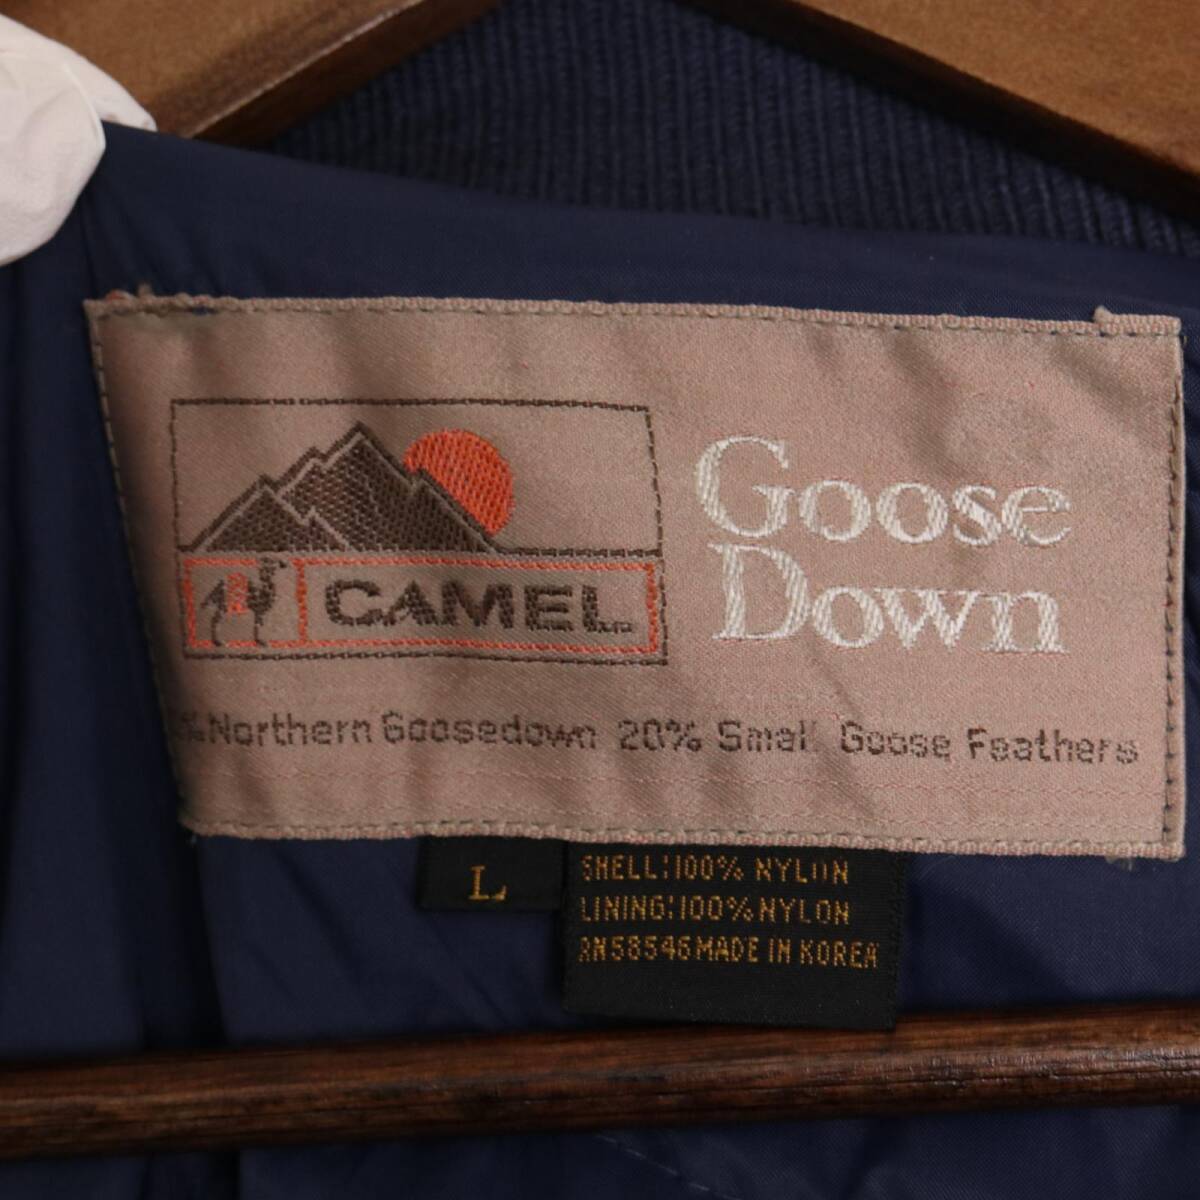 CAMEL
Goose
Down
% Northern Goosedown 20% Small Goose Feathers
L
SHELL:100% NYLON
LINING:100% NYLON
RN58546 MADE IN KOREA